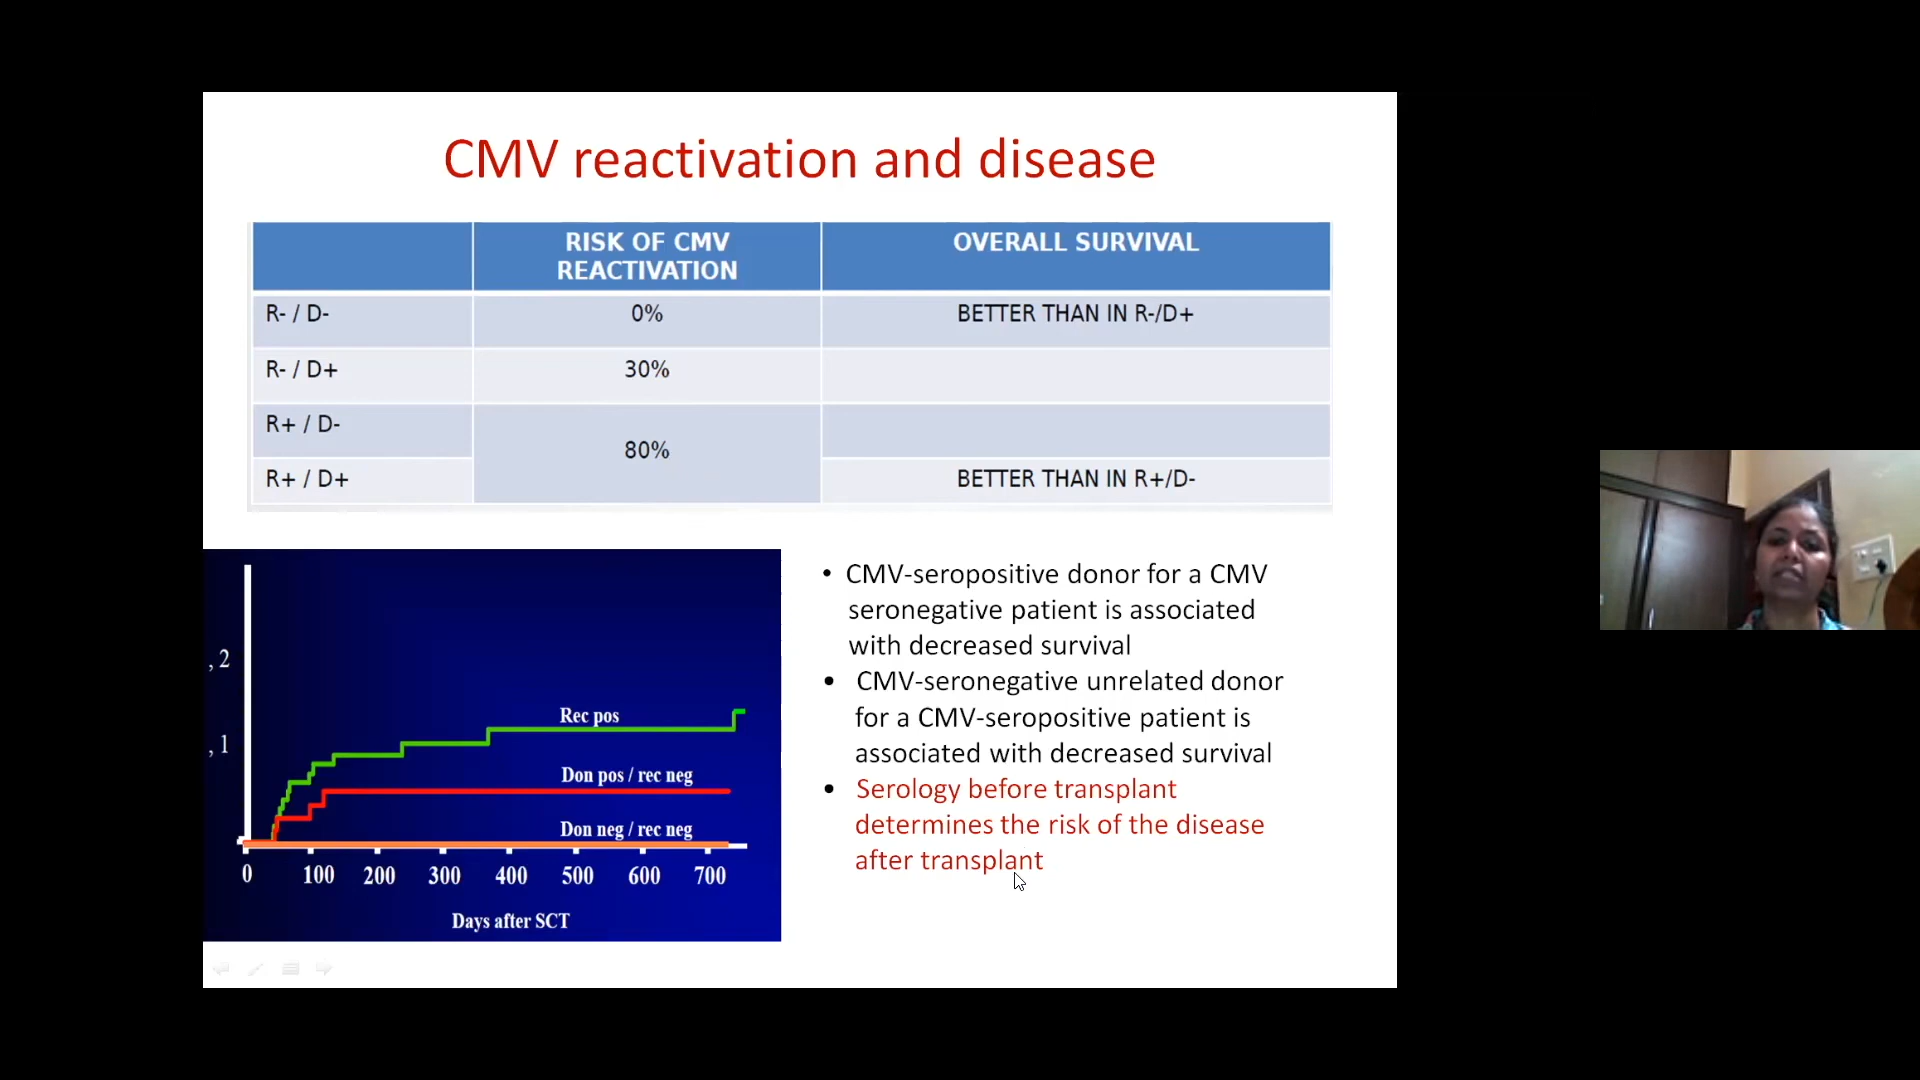 CMV reactivation and disease
RISK OF CMV
REACTIVATION
OVERALL SURVIVAL
R- / D-
0%
BETTER THAN IN R-/D+
R- / D+
30%
R+ / D-
80%
R+ / D+
BETTER THAN IN R+/D-
, 2
, 1
Rec pos
Don pos / rec neg
Don neg / rec neg
0 100 200 300 400 500 600 700
Days after SCT
• CMV-seropositive donor for a CMV
seronegative patient is associated
with decreased survival
• CMV-seronegative unrelated donor
for a CMV-seropositive patient is
associated with decreased survival
• Serology before transplant
determines the risk of the disease
after transplant